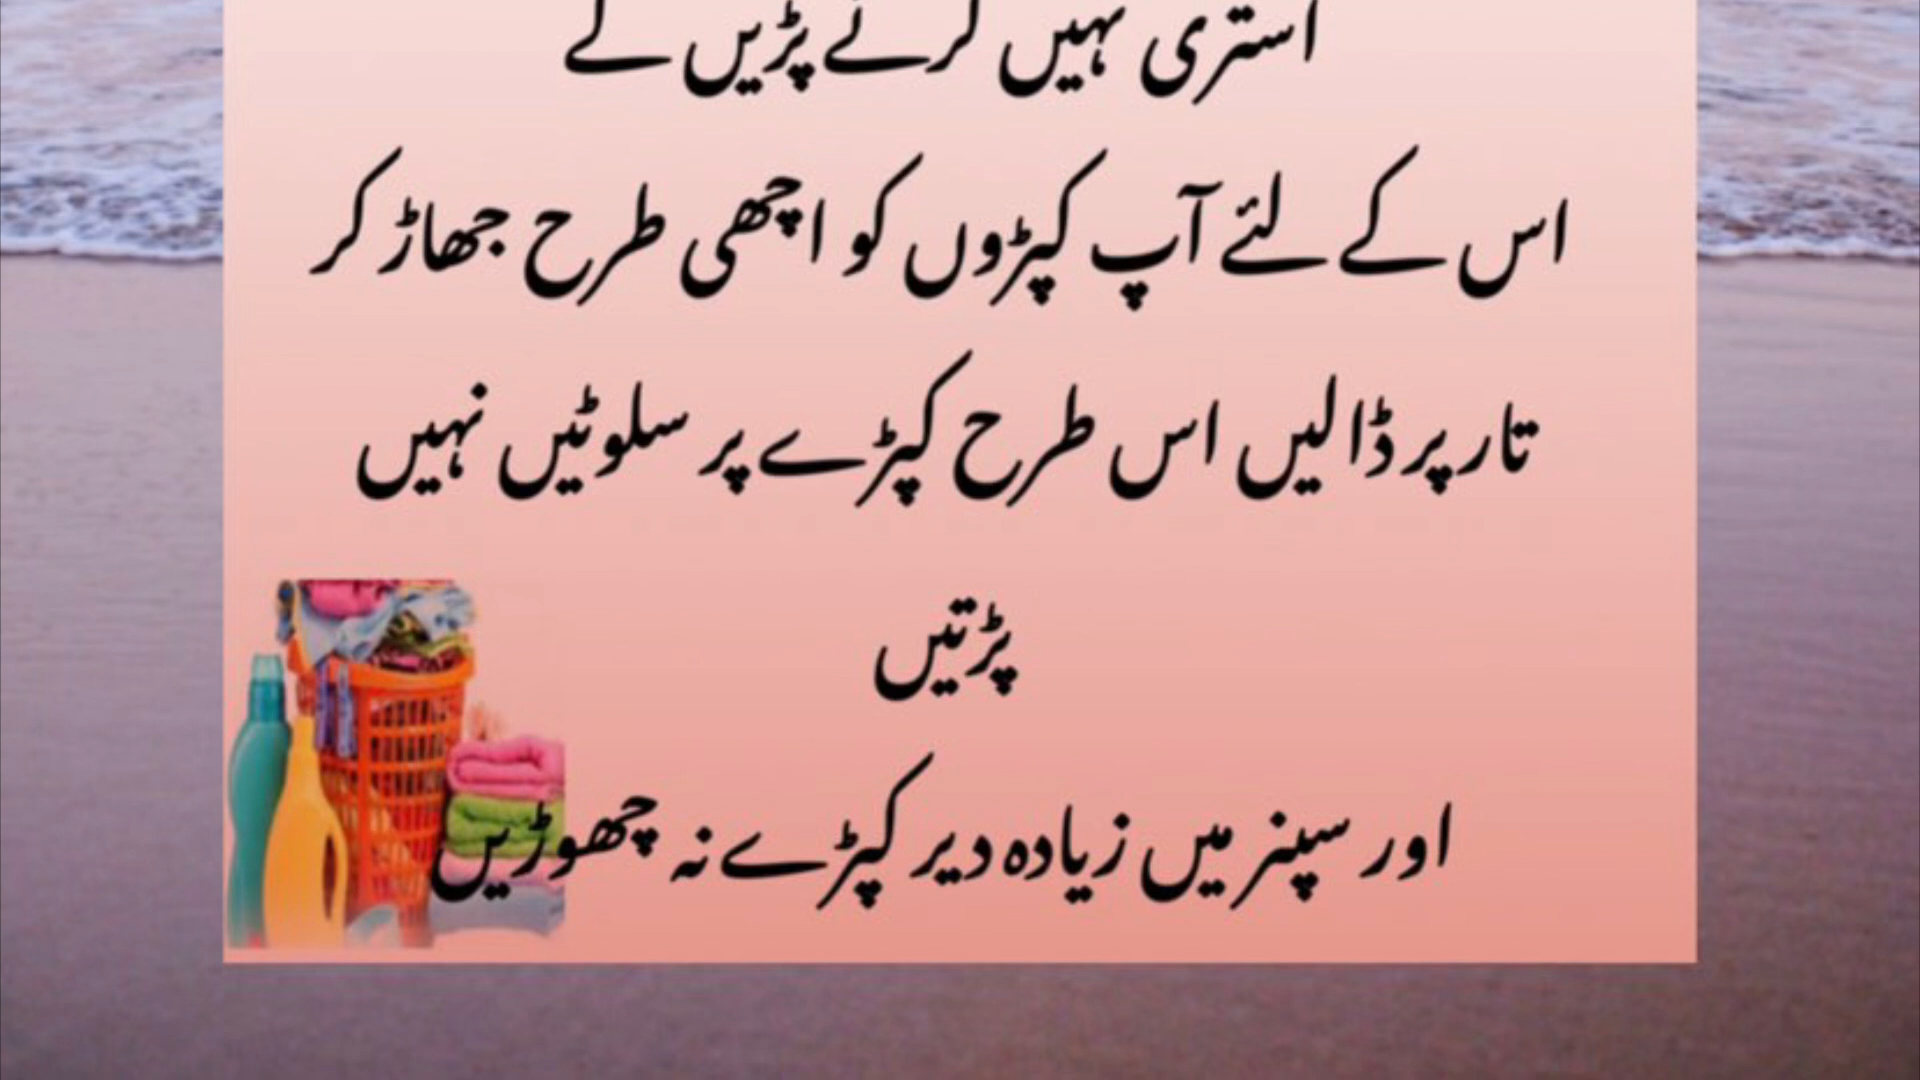 استری نہیں کرنے پڑیں گے
اس کے لئے آپ کپڑوں کو اچھی طرح جھاڑ کر
تار پر ڈالیں اس طرح کپڑے پر سلوٹیں نہیں
پڑتیں
اور سپنر میں زیادہ دیر کپڑے نہ چھوڑیں